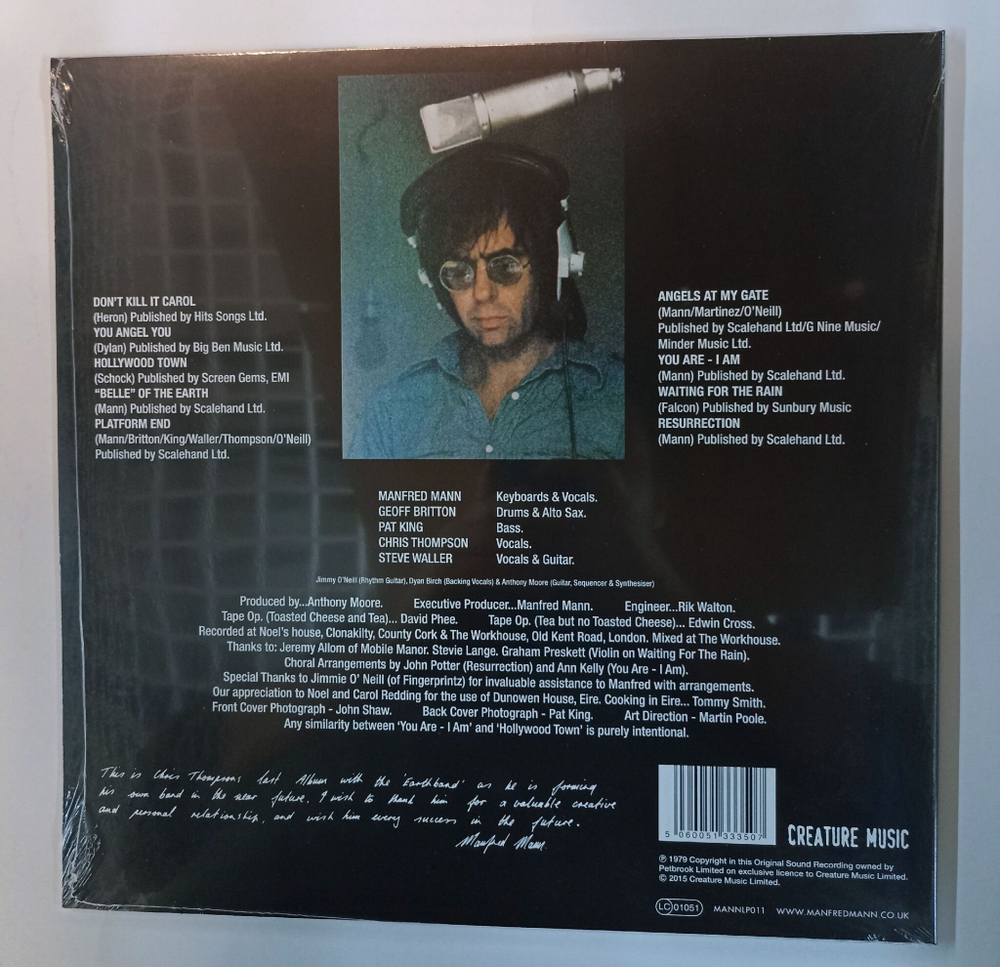 DON'T KILL IT CAROL
(Heron) Published by Hits Songs Ltd.
YOU ANGEL YOU
(Dylan) Published by Big Ben Music Ltd.
HOLLYWOOD TOWN
(Schock) Published by Screen Gems, EMI
"BELLE" OF THE EARTH
(Mann) Published by Scalehand Ltd.
PLATFORM END
(Mann/Britton/King/Waller/Thompson/O'Neill)
Published by Scalehand Ltd.
ANGELS AT MY GATE
(Mann/Martinez/O'Neill)
Published by Scalehand Ltd/G Nine Music/
Minder Music Ltd.
YOU ARE - I AM
(Mann) Published by Scalehand Ltd.
WAITING FOR THE RAIN
(Falcon) Published by Sunbury Music
RESURRECTION
(Mann) Published by Scalehand Ltd.
MANFRED MANN Keyboards & Vocals.
GEOFF BRITTON Drums & Alto Sax.
PAT KING Bass.
CHRIS THOMPSON Vocals.
STEVE WALLER Vocals & Guitar.
Jimmy O'Neill (Rhythm Guitar), Dyan Birch (Backing Vocals) & Anthony Moore (Guitar, Sequencer & Synthesiser)
Produced by...Anthony Moore. Executive Producer...Manfred Mann. Engineer...Rik Walton.
Tape Op. (Toasted Cheese and Tea)... David Phee. Tape Op. (Tea but no Toasted Cheese)... Edwin Cross.
Recorded at Noel's house, Clonakilty, County Cork & The Workhouse, Old Kent Road, London. Mixed at The Workhouse.
Thanks to: Jeremy Allom of Mobile Manor. Stevie Lange. Graham Preskett (Violin on Waiting For The Rain).
Choral Arrangements by John Potter (Resurrection) and Ann Kelly (You Are - I Am).
Special Thanks to Jimmie O' Neill (of Fingerprintz) for invaluable assistance to Manfred with arrangements.
Our appreciation to Noel and Carol Redding for the use of Dunowen House, Eire. Cooking in Eire... Tommy Smith.
Front Cover Photograph - John Shaw. Back Cover Photograph - Pat King. Art Direction - Martin Poole.
Any similarity between 'You Are - I Am' and 'Hollywood Town' is purely intentional.
This is Chris Thompsons last Album with the 'Earthband' as he is forming
his own band in the near future. I wish to thank him for a valuable creative
and personal relationship, and wish him every success in the future.
Manfred Mann
5 060051 333507
CREATURE MUSIC
℗ 1979 Copyright in this Original Sound Recording owned by
Petbrook Limited on exclusive licence to Creature Music Limited.
© 2015 Creature Music Limited.
LC 01051 MANNLP011 WWW.MANFREDMANN.CO.UK